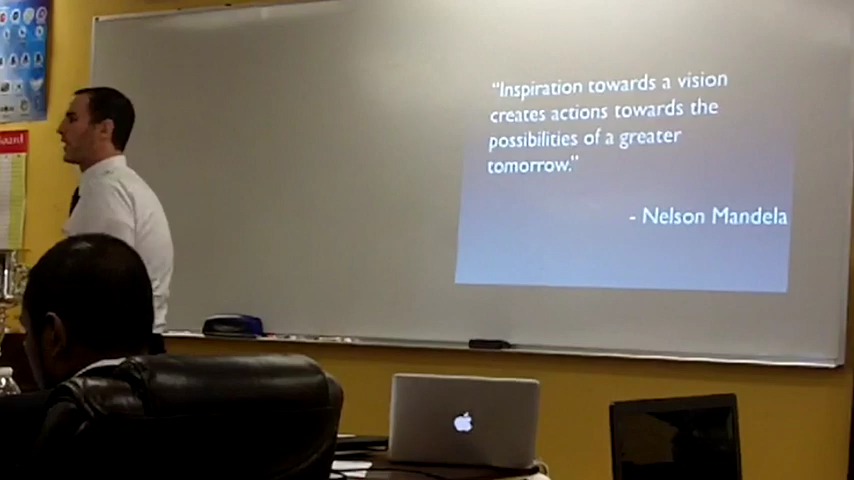 "Inspiration towards a vision
creates actions towards the
possibilities of a greater
tomorrow."
- Nelson Mandela